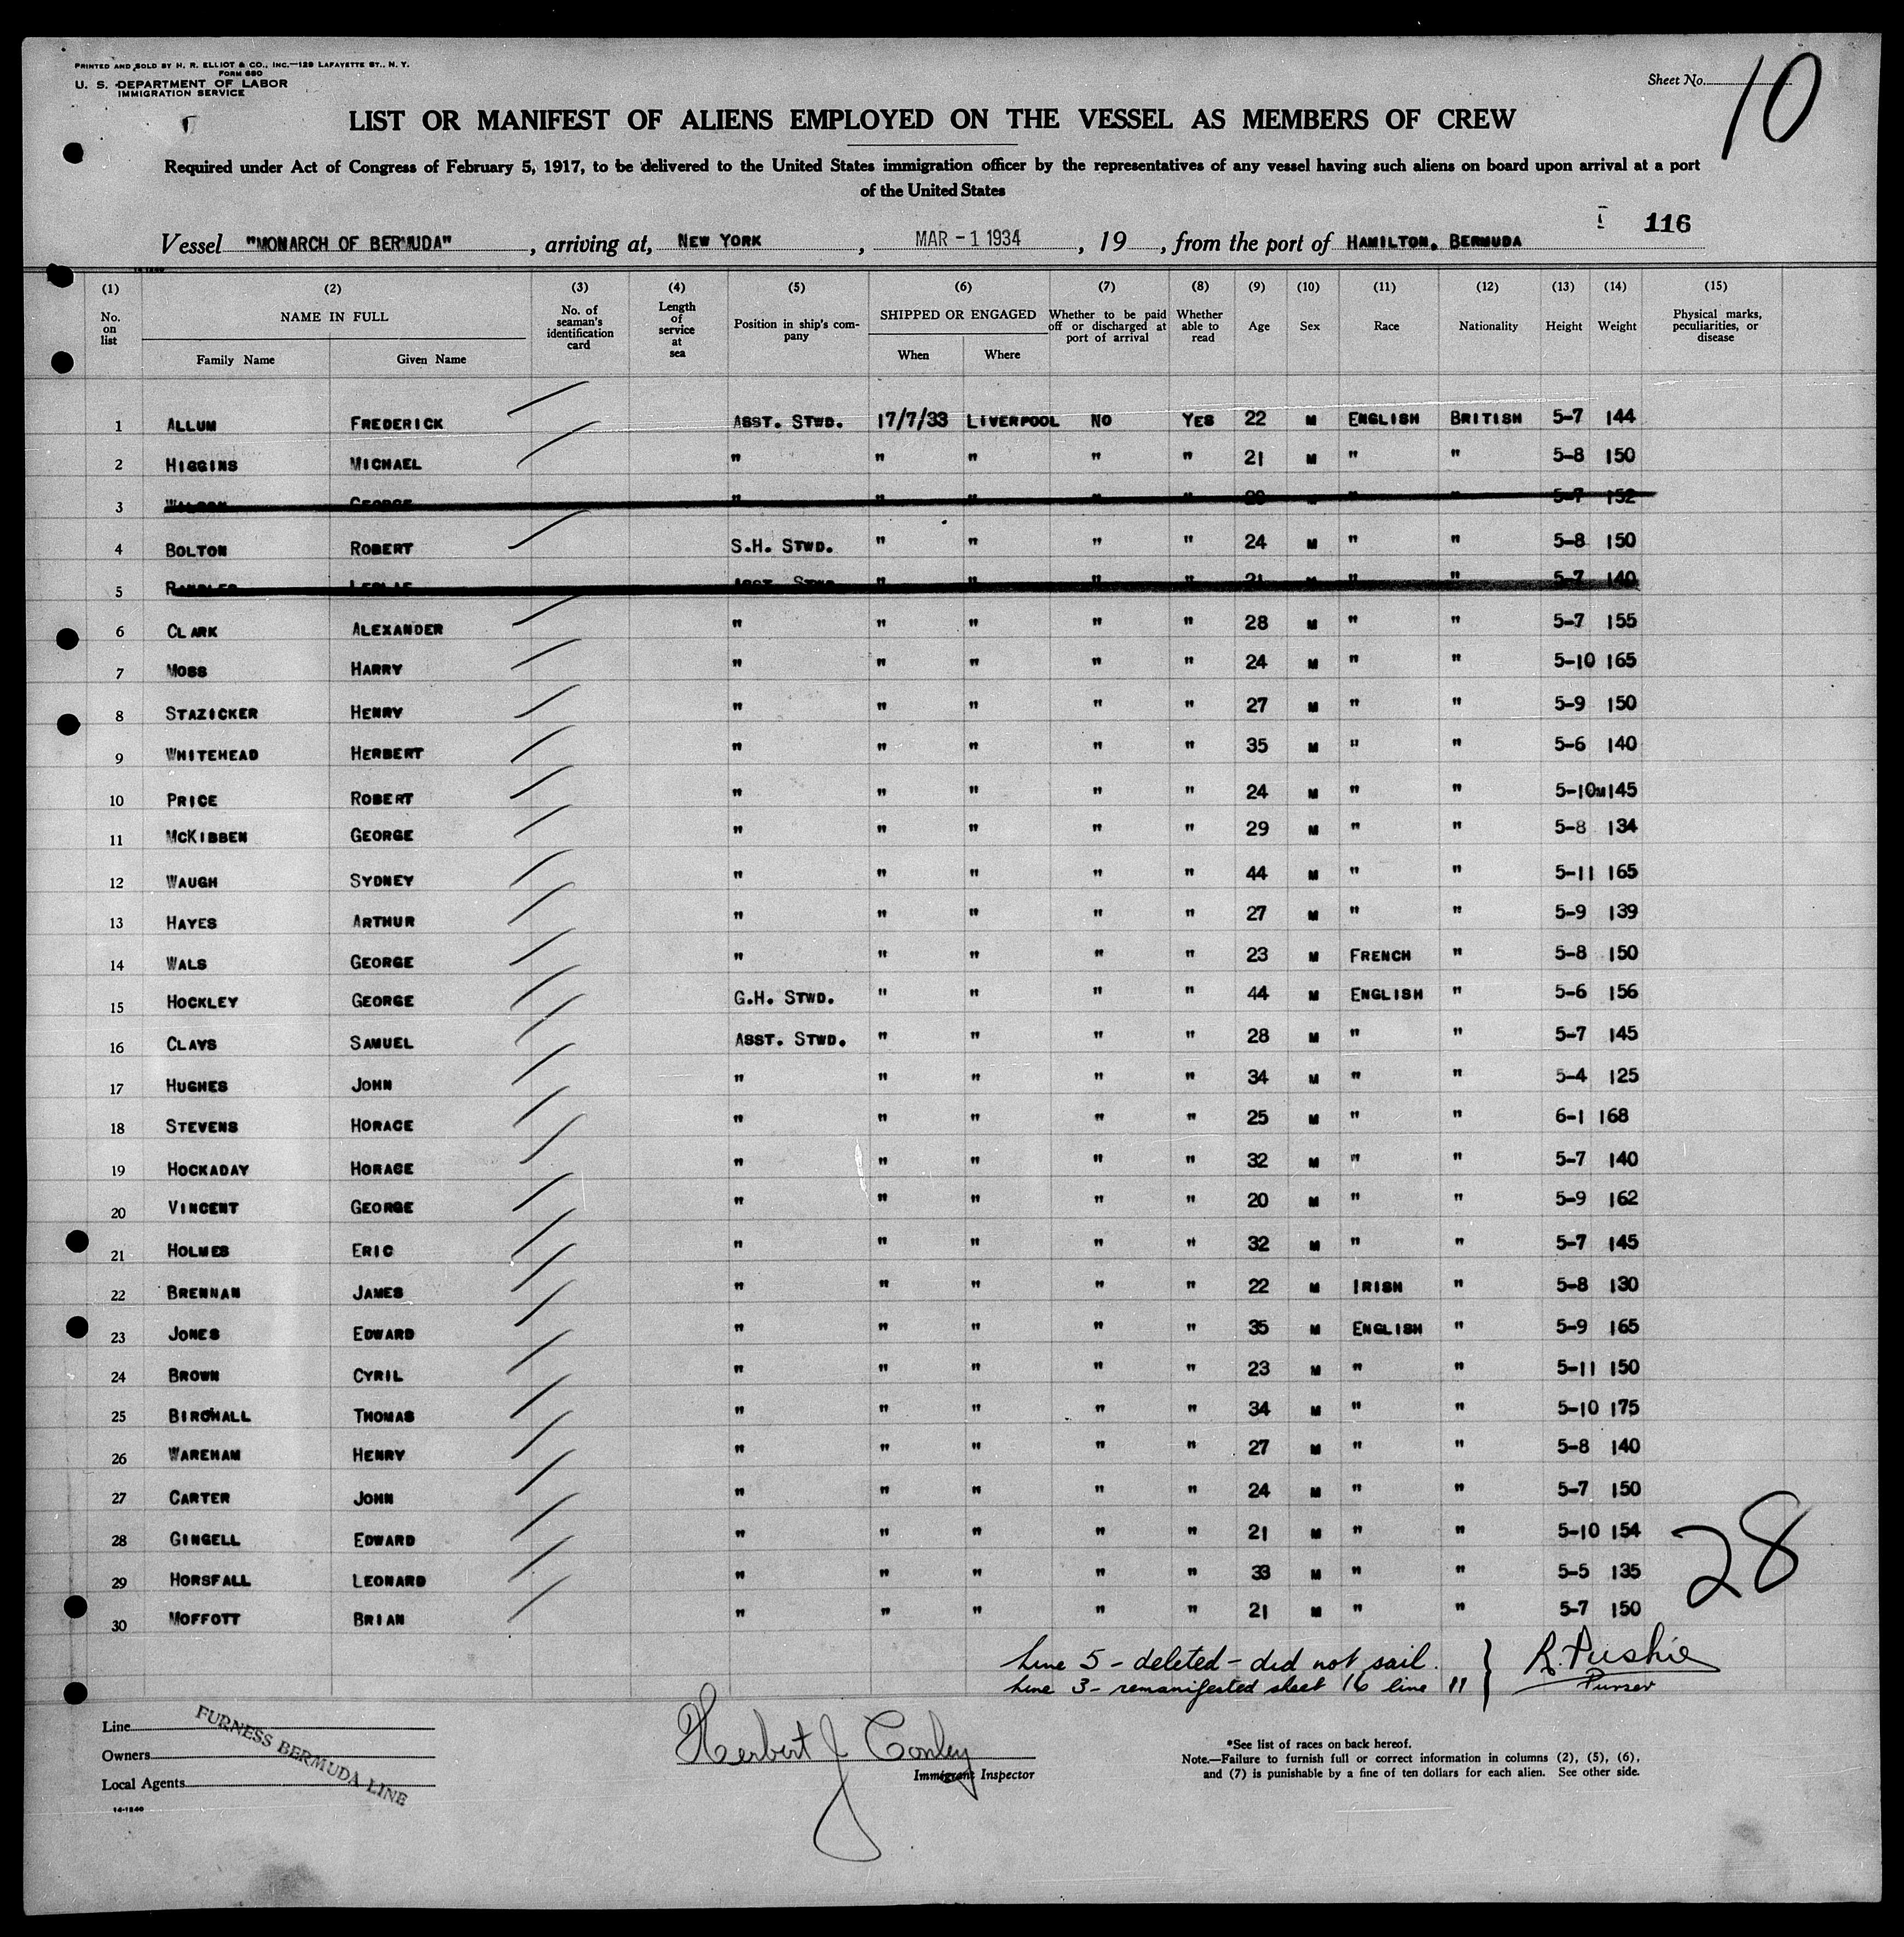 PRINTED AND SOLD BY H. R. ELLIOT & CO., INC.—129 LAFAYETTE ST., N. Y.
FORM 680
U. S. DEPARTMENT OF LABOR
IMMIGRATION SERVICE
Sheet No. 10
LIST OR MANIFEST OF ALIENS EMPLOYED ON THE VESSEL AS MEMBERS OF CREW
Required under Act of Congress of February 5, 1917, to be delivered to the United States immigration officer by the representatives of any vessel having such aliens on board upon arrival at a port
of the United States
116
Vessel "MONARCH OF BERMUDA", arriving at, NEW YORK, MAR - 1 1934, 19 , from the port of HAMILTON, BERMUDA
14-1240
(1) (2) (3) (4) (5) (6) (7) (8) (9) (10) (11) (12) (13) (14) (15)
No. on list NAME IN FULL Family Name Given Name No. of seaman's identification card Length of service at sea Position in ship's company SHIPPED OR ENGAGED When Where Whether to be paid off or discharged at port of arrival Whether able to read Age Sex Race Nationality Height Weight Physical marks, peculiarities, or disease
1 ALLUM FREDERICK ASST. STWD. 17/7/33 LIVERPOOL NO YES 22 M ENGLISH BRITISH 5-7 144
2 HIGGINS MICHAEL " " " " " 21 M " " 5-8 150
3 GEORGE " " " " " " " 5-7 152
4 BOLTON ROBERT S.H. STWD. " " " " 24 M " " 5-8 150
5 LESLIE ASST. STWD. " " " " 21 M " " 5-7 140
6 CLARK ALEXANDER " " " " " 28 M " " 5-7 155
7 MOSS HARRY " " " " " 24 M " " 5-10 165
8 STAZICKER HENRY " " " " " 27 M " " 5-9 150
9 WHITEHEAD HERBERT " " " " " 35 M " " 5-6 140
10 PRICE ROBERT " " " " " 24 M " " 5-10M145
11 MCKIBBEN GEORGE " " " " " 29 M " " 5-8 134
12 WAUGH SYDNEY " " " " " 44 M " " 5-11 165
13 HAYES ARTHUR " " " " " 27 M " " 5-9 139
14 WALS GEORGE " " " " " 23 M FRENCH " 5-8 150
15 HOCKLEY GEORGE G.H. STWD. " " " " 44 M ENGLISH " 5-6 156
16 CLAYS SAMUEL ASST. STWD. " " " " 28 M " " 5-7 145
17 HUGHES JOHN " " " " " 34 M " " 5-4 125
18 STEVENS HORACE " " " " " 25 M " " 6-1 168
19 HOCKADAY HORACE " " " " " 32 M " " 5-7 140
20 VINCENT GEORGE " " " " " 20 M " " 5-9 162
21 HOLMES ERIC " " " " " 32 M " " 5-7 145
22 BRENNAN JAMES " " " " " 22 M IRISH " 5-8 130
23 JONES EDWARD " " " " " 35 M ENGLISH " 5-9 165
24 BROWN CYRIL " " " " " 23 M " " 5-11 150
25 BIRCHALL THOMAS " " " " " 34 M " " 5-10 175
26 WAREHAM HENRY " " " " " 27 M " " 5-8 140
27 CARTER JOHN " " " " " 24 M " " 5-7 150
28 GINGELL EDWARD " " " " " 21 M " " 5-10 154
29 HORSFALL LEONARD " " " " " 33 M " " 5-5 135
30 MOFFOTT BRIAN " " " " " 21 M " " 5-7 150
28
Line 5 - deleted - did not sail.
Line 3 - remanifested sheet 16 line 11
R. Pushie
Purser
Line
Owners
Local Agents
FURNESS BERMUDA LINE
14-1240
Herbert J Conley
Immigrant Inspector
*See list of races on back hereof.
Note.—Failure to furnish full or correct information in columns (2), (5), (6),
and (7) is punishable by a fine of ten dollars for each alien. See other side.